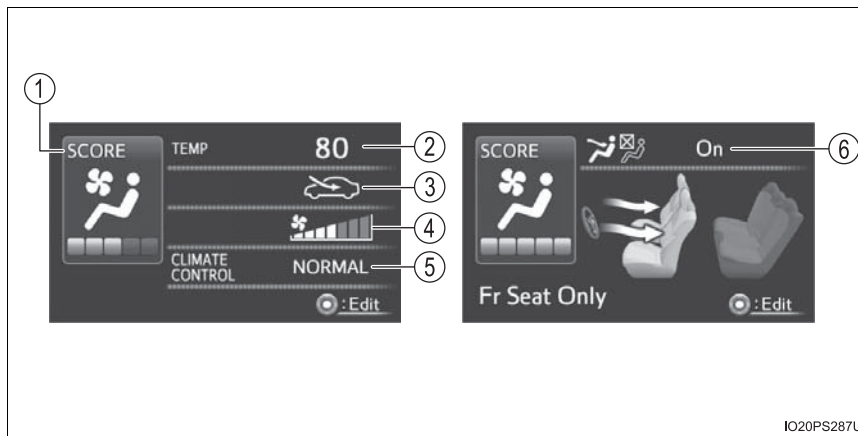 1
SCORE
TEMP 80 2
3
4
CLIMATE
CONTROL NORMAL 5
:Edit
SCORE
On 6
Fr Seat Only
:Edit
IO20PS287U